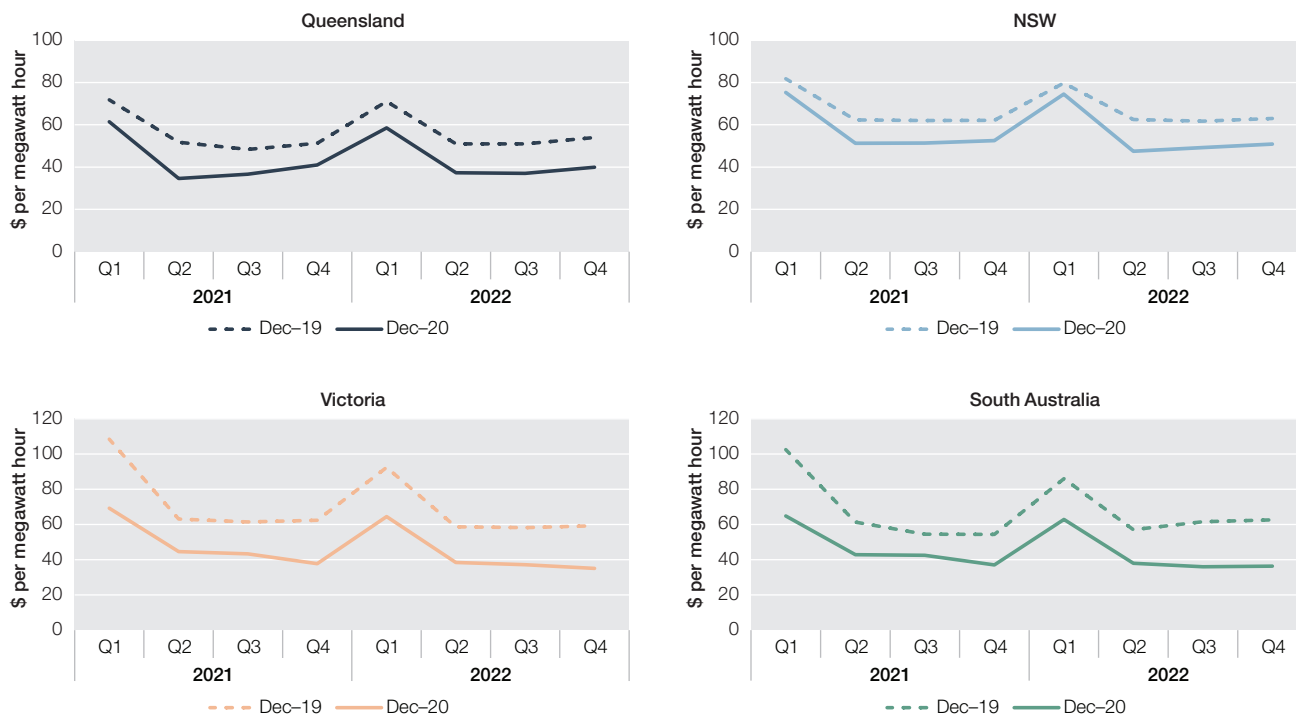 Queensland
$ per megawatt hour
100
80
60
40
20
0
Q1 Q2 Q3 Q4 Q1 Q2 Q3 Q4
2021 2022
Dec–19 Dec–20
NSW
$ per megawatt hour
100
80
60
40
20
0
Q1 Q2 Q3 Q4 Q1 Q2 Q3 Q4
2021 2022
Dec–19 Dec–20
Victoria
$ per megawatt hour
120
100
80
60
40
20
0
Q1 Q2 Q3 Q4 Q1 Q2 Q3 Q4
2021 2022
Dec–19 Dec–20
South Australia
$ per megawatt hour
120
100
80
60
40
20
0
Q1 Q2 Q3 Q4 Q1 Q2 Q3 Q4
2021 2022
Dec–19 Dec–20